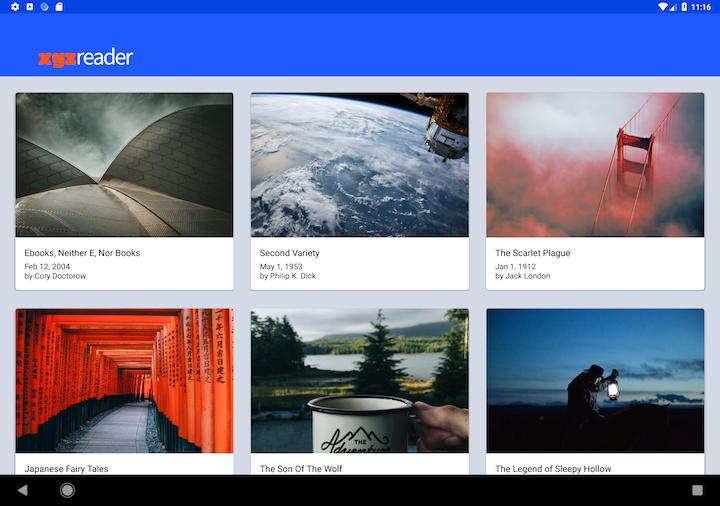 11:16
xyzreader
Ebooks, Neither E, Nor Books
Feb 12, 2004
by Cory Doctorow
Second Variety
May 1, 1953
by Philip K. Dick
The Scarlet Plague
Jan 1, 1912
by Jack London
THE
Adventure
Japanese Fairy Tales
The Son Of The Wolf
The Legend of Sleepy Hollow